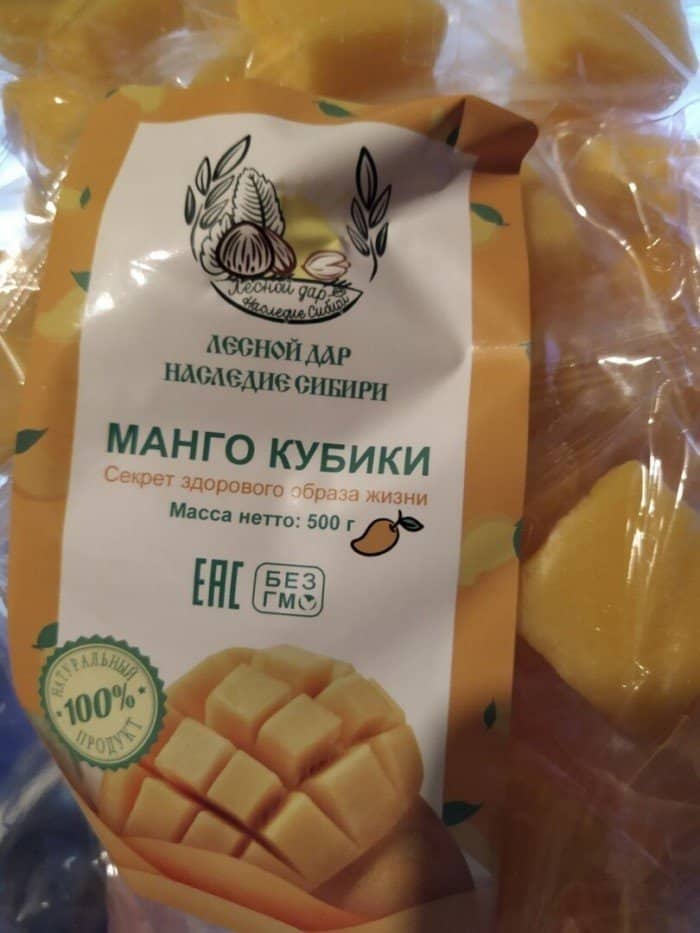 Лесной дар
Наследие Сибири
ЛЕСНОЙ ДАР
НАСЛЕДИЕ СИБИРИ
МАНГО КУБИКИ
Секрет здорового образа жизни
Масса нетто: 500 г
EAC
БЕЗ
ГМО
НАТУРАЛЬНЫЙ
100%
ПРОДУКТ